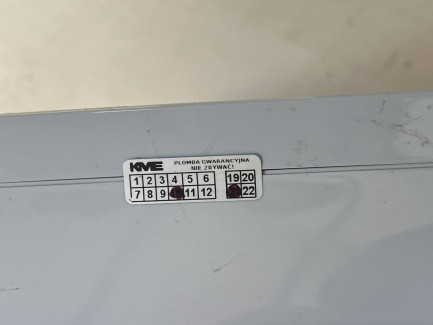 KME PLOMBA GWARANCYJNA
NIE ZRYWAĆ!
1 2 3 4 5 6 19 20
7 8 9 11 12 22